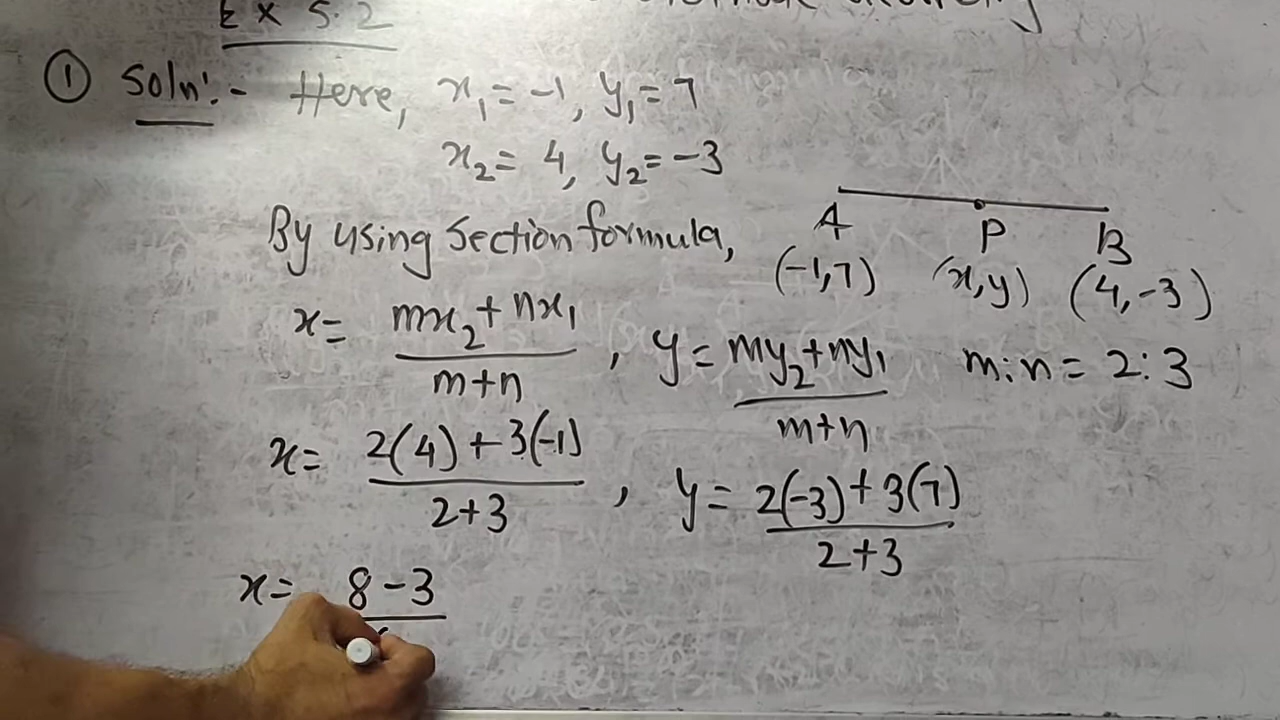 Ex 5.2
① Soln:- Here, x₁ = -1, y₁ = 7
x₂ = 4, y₂ = -3
By using Section formula,
A P B
(-1,7) (x,y) (4,-3)
x = (mx₂ + nx₁)/(m+n) , y = (my₂+ny₁)/(m+n) m:n = 2:3
x = (2(4) + 3(-1))/(2+3) , y = (2(-3) + 3(7))/(2+3)
x = 8 - 3